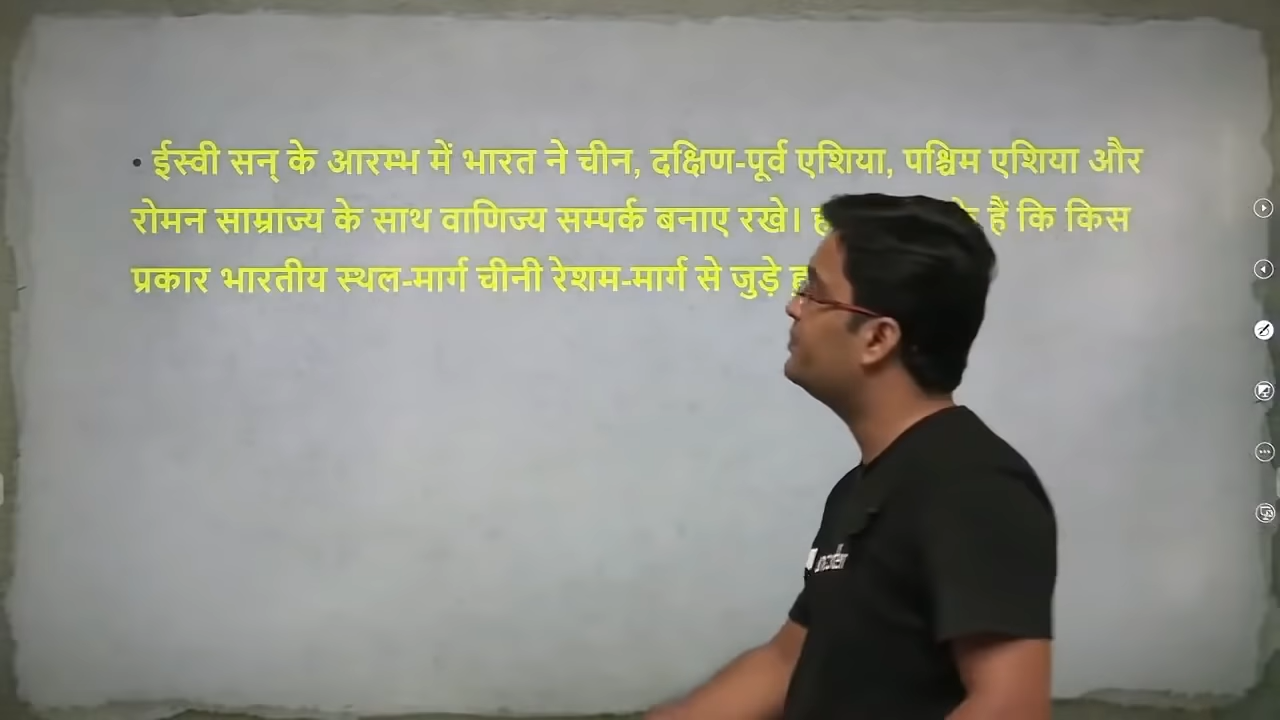 • ईस्वी सन् के आरम्भ में भारत ने चीन, दक्षिण-पूर्व एशिया, पश्चिम एशिया और
रोमन साम्राज्य के साथ वाणिज्य सम्पर्क बनाए रखे। हैं कि किस
प्रकार भारतीय स्थल-मार्ग चीनी रेशम-मार्ग से जुड़े